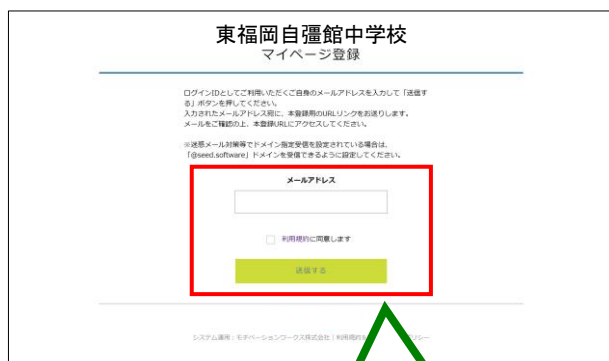 東福岡自彊館中学校
マイページ登録
ログインIDとしてご利用いただくご自身のメールアドレスを入力して「送信す
る」ボタンを押してください。
入力されたメールアドレス宛に、本登録用のURLリンクをお送りします。
メールをご確認の上、本登録URLにアクセスしてください。
※迷惑メール対策等でドメイン指定受信を設定されている場合は、
「@seed.software」ドメインを受信できるように設定してください。
メールアドレス
利用規約に同意します
送信する
システム運用：モチベーションワークス株式会社 | 利用規約
シー